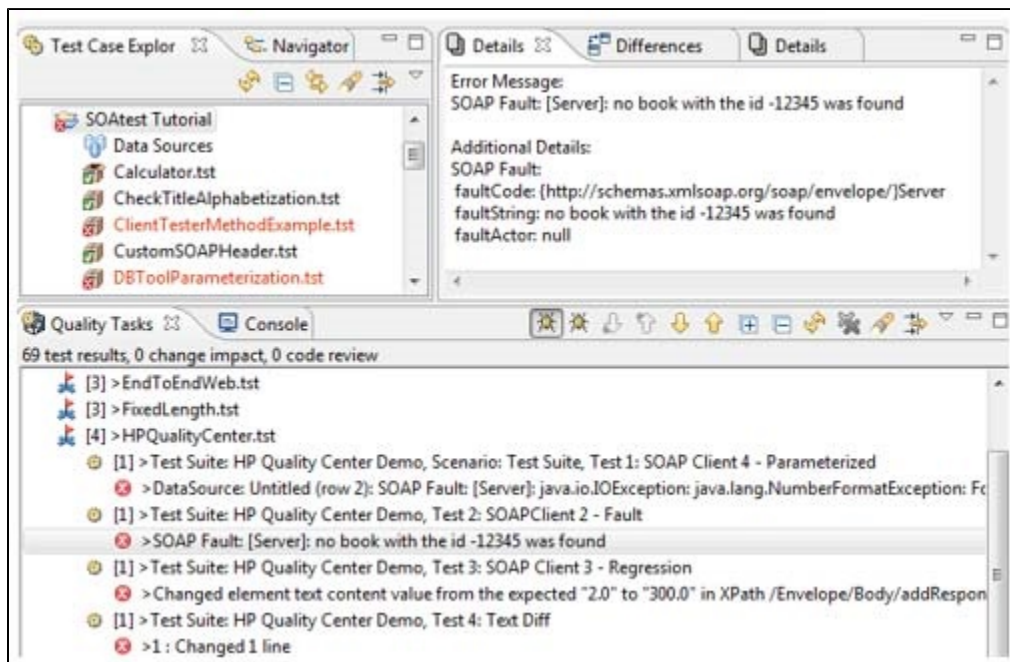 Test Case Explor
Navigator
SOAtest Tutorial
Data Sources
Calculator.tst
CheckTitleAlphabetization.tst
ClientTesterMethodExample.tst
CustomSOAPHeader.tst
DBToolParameterization.tst
Details
Differences
Details
Error Message:
SOAP Fault: [Server]: no book with the id -12345 was found
Additional Details:
SOAP Fault:
faultCode: {http://schemas.xmlsoap.org/soap/envelope/}Server
faultString: no book with the id -12345 was found
faultActor: null
Quality Tasks
Console
69 test results, 0 change impact, 0 code review
[3] >EndToEndWeb.tst
[3] >FixedLength.tst
[4] >HPQualityCenter.tst
[1] >Test Suite: HP Quality Center Demo, Scenario: Test Suite, Test 1: SOAP Client 4 - Parameterized
>DataSource: Untitled (row 2): SOAP Fault: [Server]: java.io.IOException: java.lang.NumberFormatException: Fo
[1] >Test Suite: HP Quality Center Demo, Test 2: SOAPClient 2 - Fault
>SOAP Fault: [Server]: no book with the id -12345 was found
[1] >Test Suite: HP Quality Center Demo, Test 3: SOAP Client 3 - Regression
>Changed element text content value from the expected "2.0" to "300.0" in XPath /Envelope/Body/addRespon
[1] >Test Suite: HP Quality Center Demo, Test 4: Text Diff
>1 : Changed 1 line